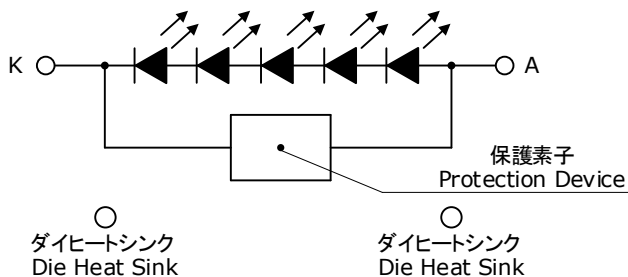 K
A
保護素子
Protection Device
ダイヒートシンク
Die Heat Sink
ダイヒートシンク
Die Heat Sink